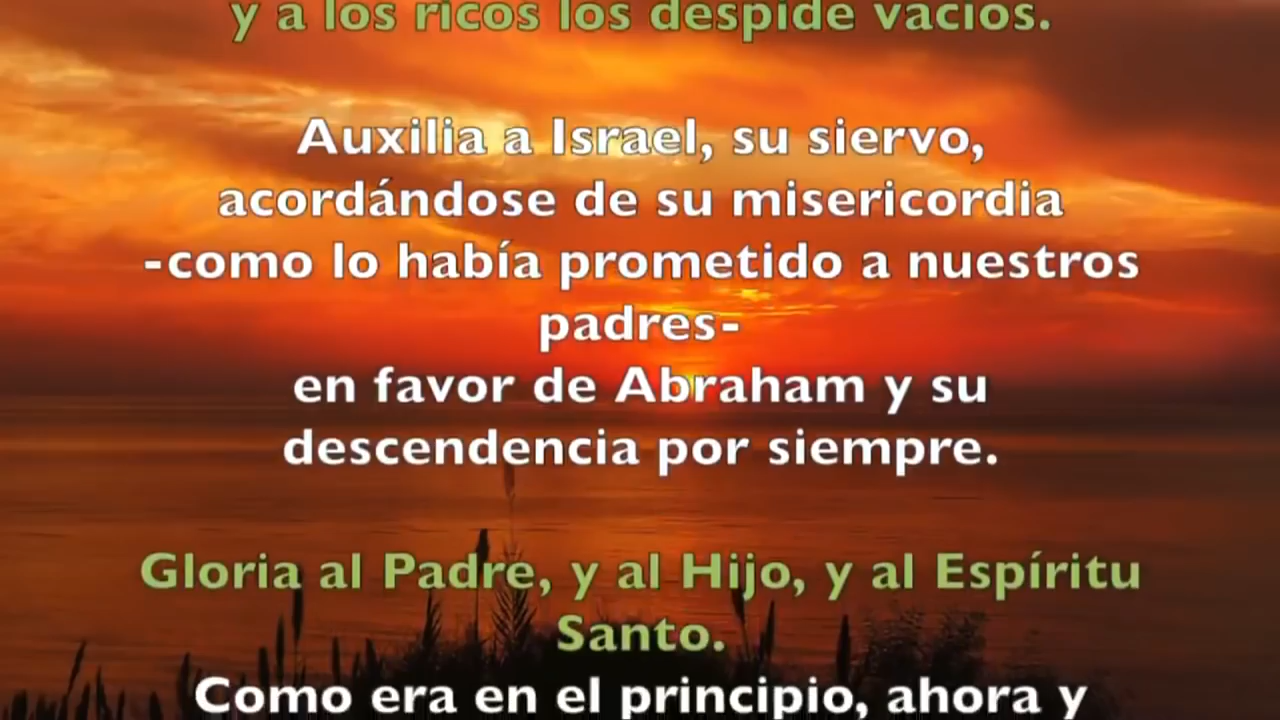 y a los ricos los despide vacíos.
Auxilia a Israel, su siervo,
acordándose de su misericordia
-como lo había prometido a nuestros
padres-
en favor de Abraham y su
descendencia por siempre.
Gloria al Padre, y al Hijo, y al Espíritu
Santo.
Como era en el principio, ahora y